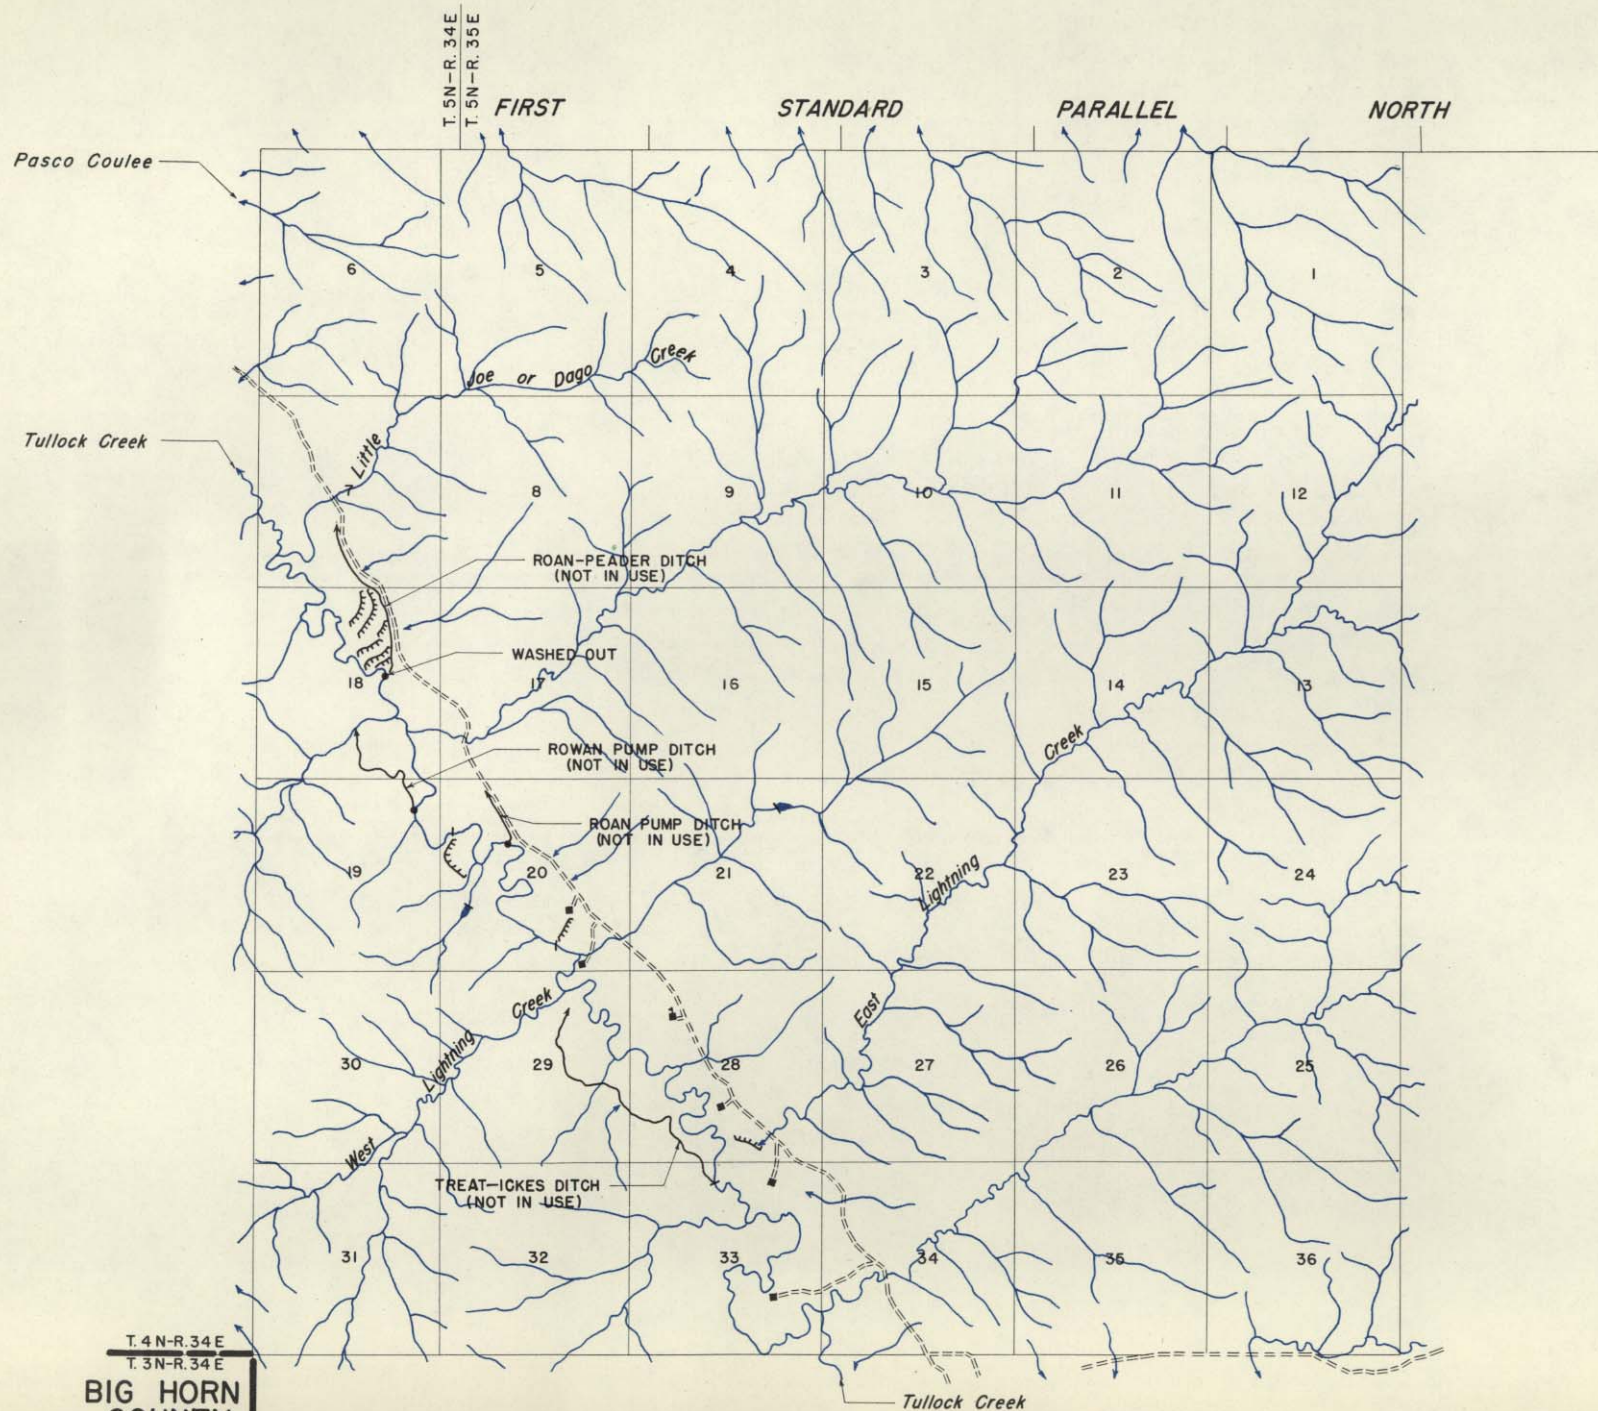 T. 5N–R. 34E
T. 5N–R. 35E
FIRST STANDARD PARALLEL NORTH
Pasco Coulee
6 5 4 3 2 1
Little Joe or Dago Creek
Tullock Creek
8 9 10 11 12
ROAN-PEADER DITCH
(NOT IN USE)
WASHED OUT
18 17 16 15 14 13
ROWAN PUMP DITCH
(NOT IN USE)
ROAN PUMP DITCH
(NOT IN USE)
19 20 21 22 23 24
East Lightning Creek
30 29 28 27 26 25
West Lightning Creek
TREAT–ICKES DITCH
(NOT IN USE)
31 32 33 34 35 36
T. 4N-R. 34E
T. 3N-R. 34E
BIG HORN
COUNTY
Tullock Creek